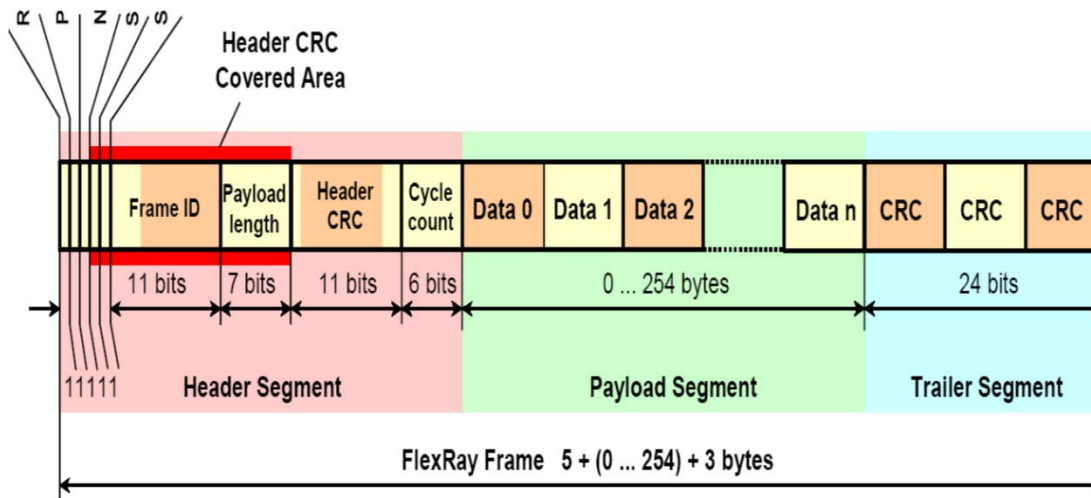 R P N S S
Header CRC
Covered Area
Frame ID
Payload
length
Header
CRC
Cycle
count
Data 0
Data 1
Data 2
Data n
CRC
CRC
CRC
11 bits
7 bits
11 bits
6 bits
0 ... 254 bytes
24 bits
11111
Header Segment
Payload Segment
Trailer Segment
FlexRay Frame 5 + (0 ... 254) + 3 bytes